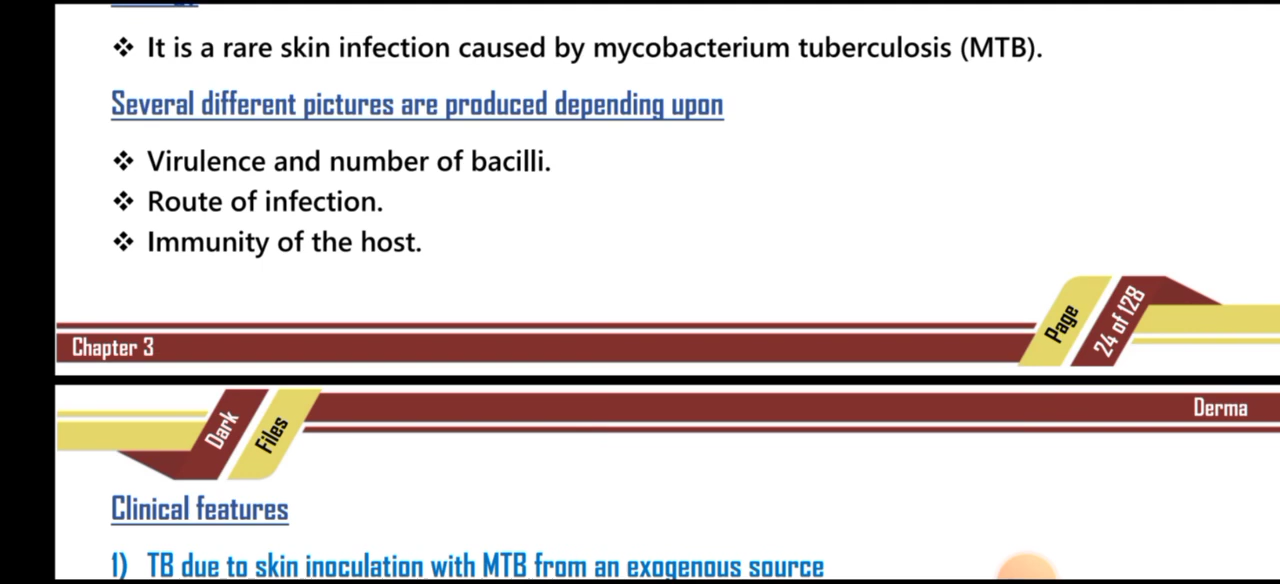 ❖ It is a rare skin infection caused by mycobacterium tuberculosis (MTB).
Several different pictures are produced depending upon
❖ Virulence and number of bacilli.
❖ Route of infection.
❖ Immunity of the host.
Chapter 3
Page
24 of 128
Dark
Files
Derma
Clinical features
1) TB due to skin inoculation with MTB from an exogenous source